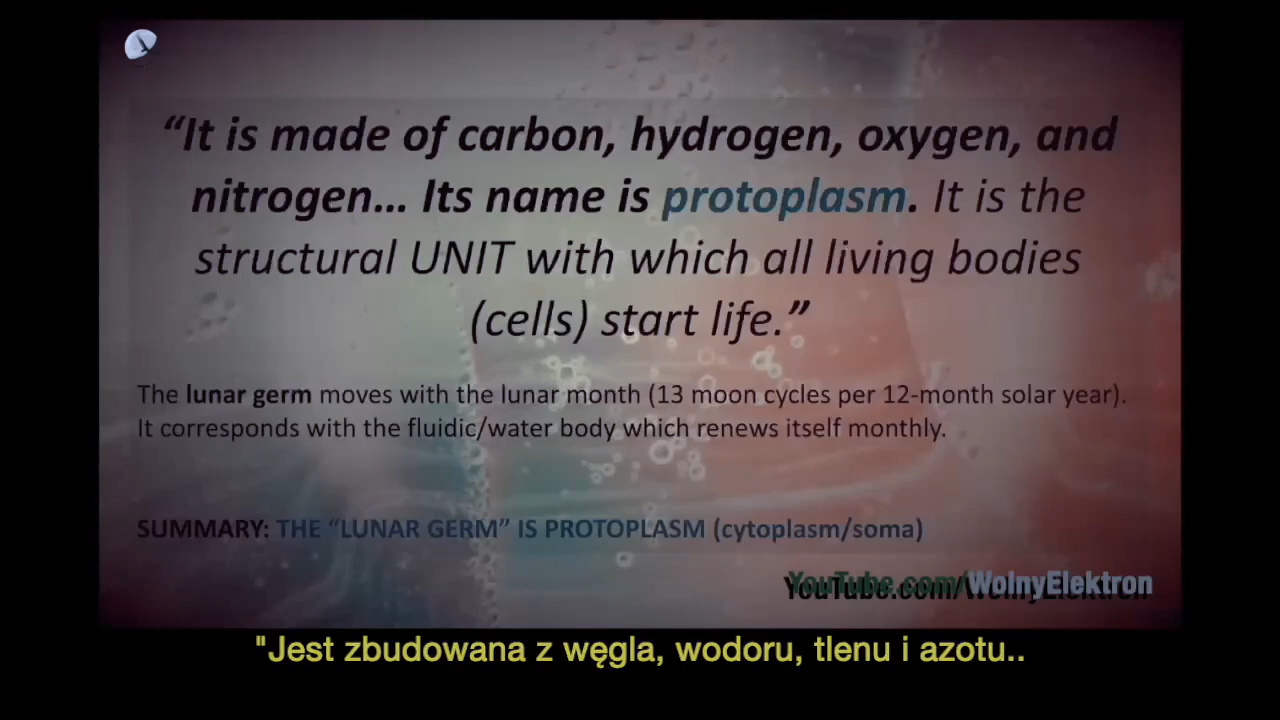 “It is made of carbon, hydrogen, oxygen, and
nitrogen… Its name is protoplasm. It is the
structural UNIT with which all living bodies
(cells) start life.”
The lunar germ moves with the lunar month (13 moon cycles per 12-month solar year).
It corresponds with the fluidic/water body which renews itself monthly.
SUMMARY: THE “LUNAR GERM” IS PROTOPLASM (cytoplasm/soma)
YouTube.com/WolnyElektron
"Jest zbudowana z węgla, wodoru, tlenu i azotu..